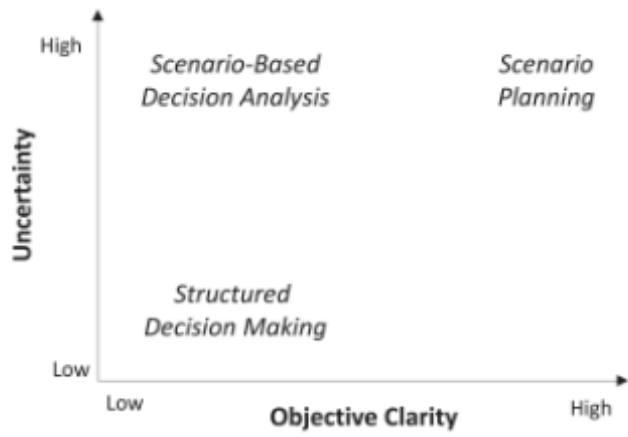 High
Scenario-Based
Decision Analysis
Scenario
Planning
Uncertainty
Structured
Decision Making
Low
Low
Objective Clarity
High